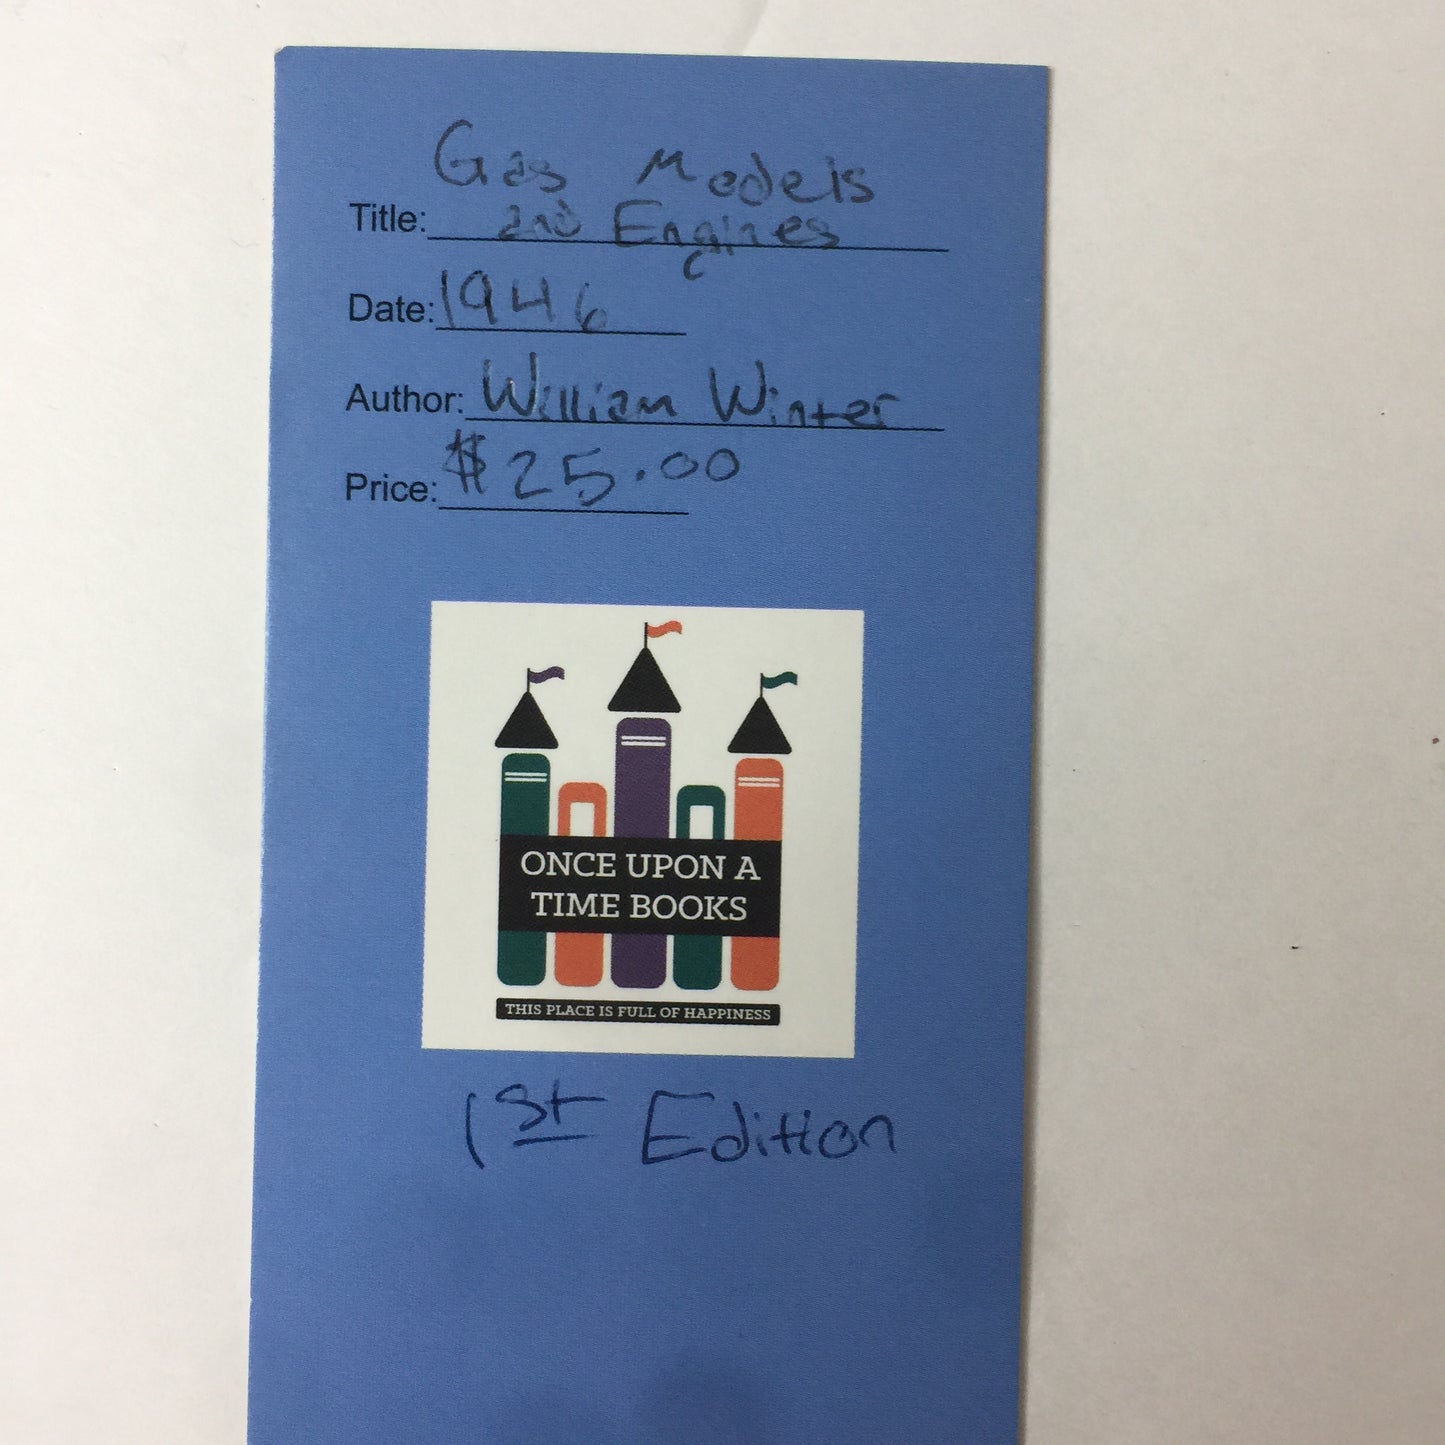 Gas Models
Title: and Engines
Date: 1946
Author: William Winter
Price: $25.00
ONCE UPON A
TIME BOOKS
THIS PLACE IS FULL OF HAPPINESS
1st Edition